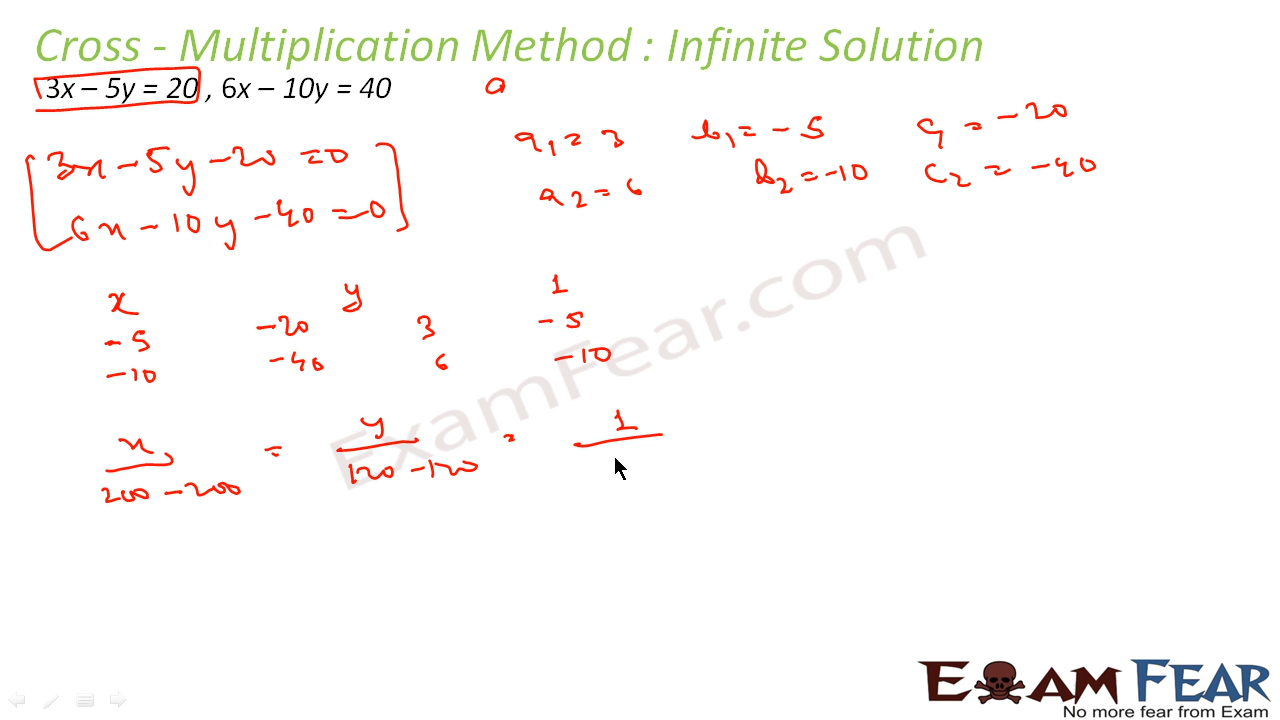 Cross - Multiplication Method : Infinite Solution
3x – 5y = 20 , 6x – 10y = 40
a
a₁ = 3 b₁ = - 5 c₁ = - 20
a₂ = 6 b₂ = -10 c₂ = - 40
3x - 5y - 20 = 0
6x - 10y - 40 = 0
x y 1
- 5 - 20 3 - 5
- 10 - 40 6 - 10
x = y = 1
200 - 200 120 - 120
ExamFear.com
EXAM FEAR
No more fear from Exam